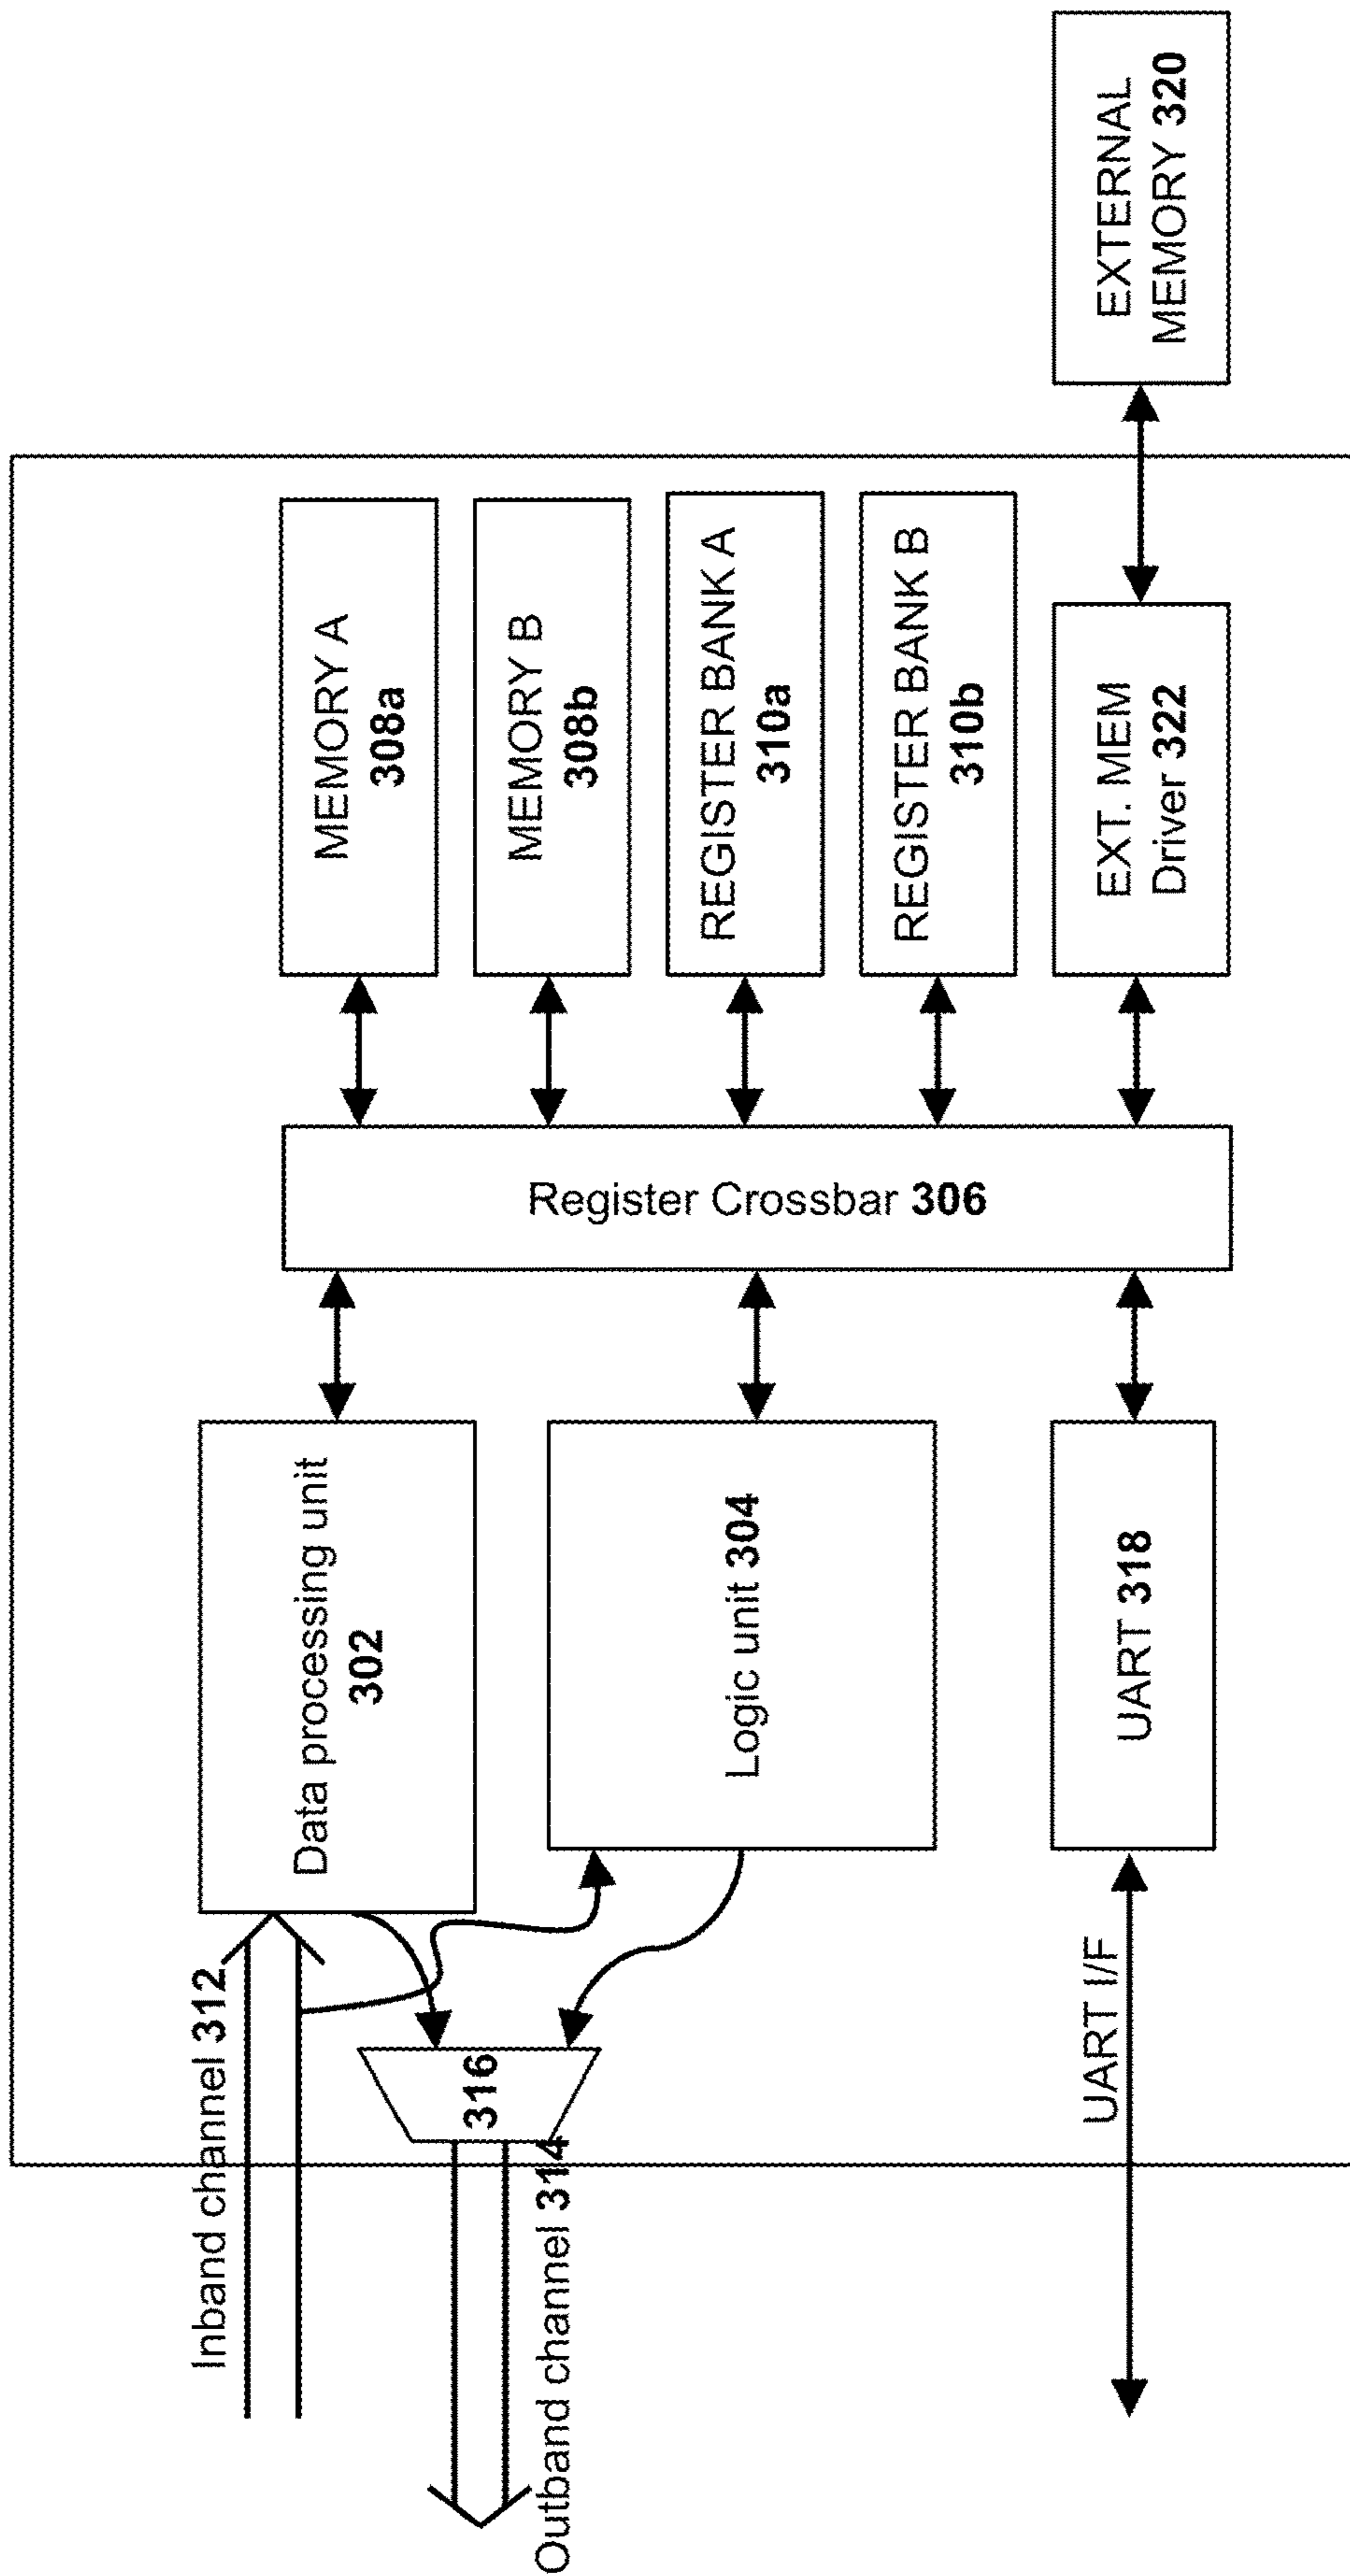 Inband channel 312
Outband channel 314
316
UART I/F
Data processing unit
302
Logic unit 304
UART 318
Register Crossbar 306
MEMORY A
308a
MEMORY B
308b
REGISTER BANK A
310a
REGISTER BANK B
310b
EXT. MEM
Driver 322
EXTERNAL
MEMORY 320